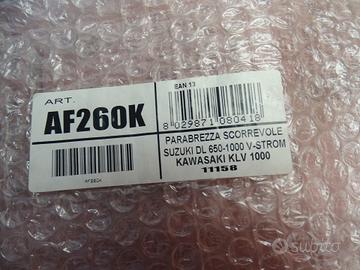 ART.
AF260K
EAN 13
8 029871 080418
AF260K
PARABREZZA SCORREVOLE
SUZUKI DL 650-1000 V-STROM
KAWASAKI KLV 1000
11158
subito